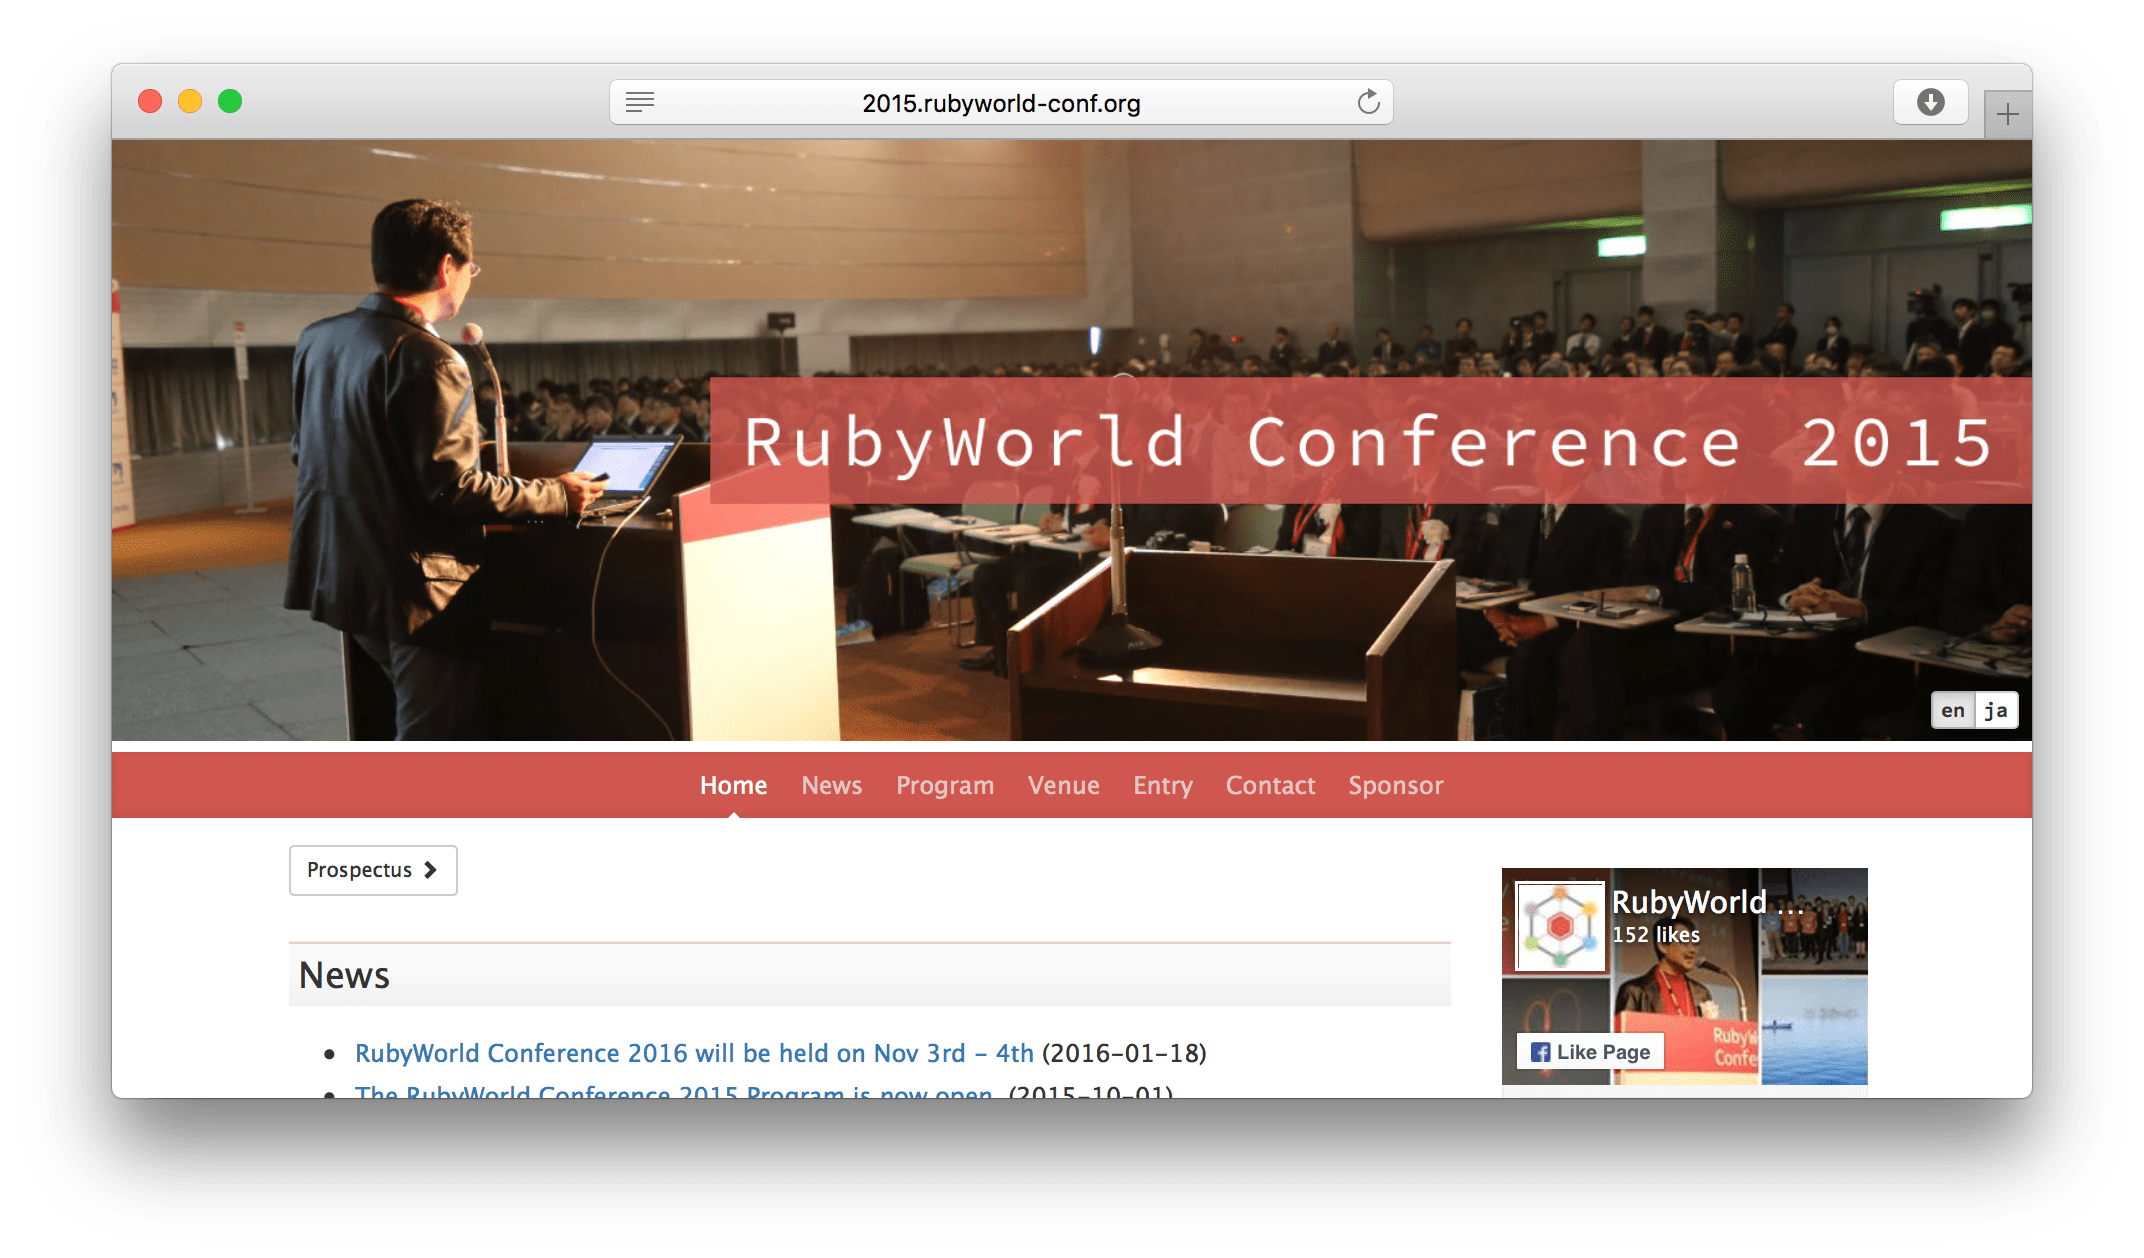 2015.rubyworld-conf.org
RubyWorld Conference 2015
en ja
Home News Program Venue Entry Contact Sponsor
Prospectus
RubyWorld ...
152 likes
News
RubyW
Confe
Like Page
RubyWorld Conference 2016 will be held on Nov 3rd - 4th (2016-01-18)
The RubyWorld Conference 2015 Program is now open. (2015-10-01)